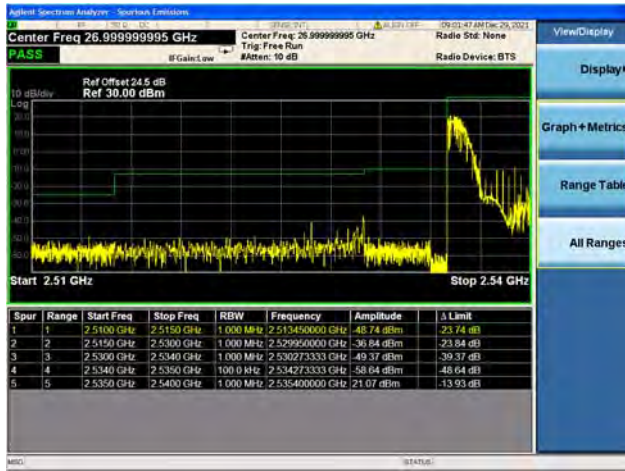 Agilent Spectrum Analyzer - Spurious Emissions
RF 50 Ω DC SENSE:INT ALIGN OFF 09:01:47 AM Dec 29, 2021
Center Freq 26.999999995 GHz
Center Freq: 26.999999995 GHz
Radio Std: None
Trig: Free Run
PASS
IFGain:Low
#Atten: 10 dB
Radio Device: BTS
View/Display
Display
Graph+Metrics
Range Table
All Ranges
Ref Offset 24.5 dB
10 dB/div Ref 30.00 dBm
Log
Start 2.51 GHz Stop 2.54 GHz
Spur Range Start Freq Stop Freq RBW Frequency Amplitude Δ Limit
1 1 2.5100 GHz 2.5150 GHz 1.000 MHz 2.513450000 GHz -48.74 dBm -23.74 dB
2 2 2.5150 GHz 2.5300 GHz 1.000 MHz 2.529950000 GHz -36.84 dBm -23.84 dB
3 3 2.5300 GHz 2.5340 GHz 1.000 MHz 2.530273333 GHz -49.37 dBm -39.37 dB
4 4 2.5340 GHz 2.5350 GHz 100.0 kHz 2.534273333 GHz -58.64 dBm -48.64 dB
5 5 2.5350 GHz 2.5400 GHz 1.000 MHz 2.535400000 GHz 21.07 dBm -13.93 dB
MSG STATUS